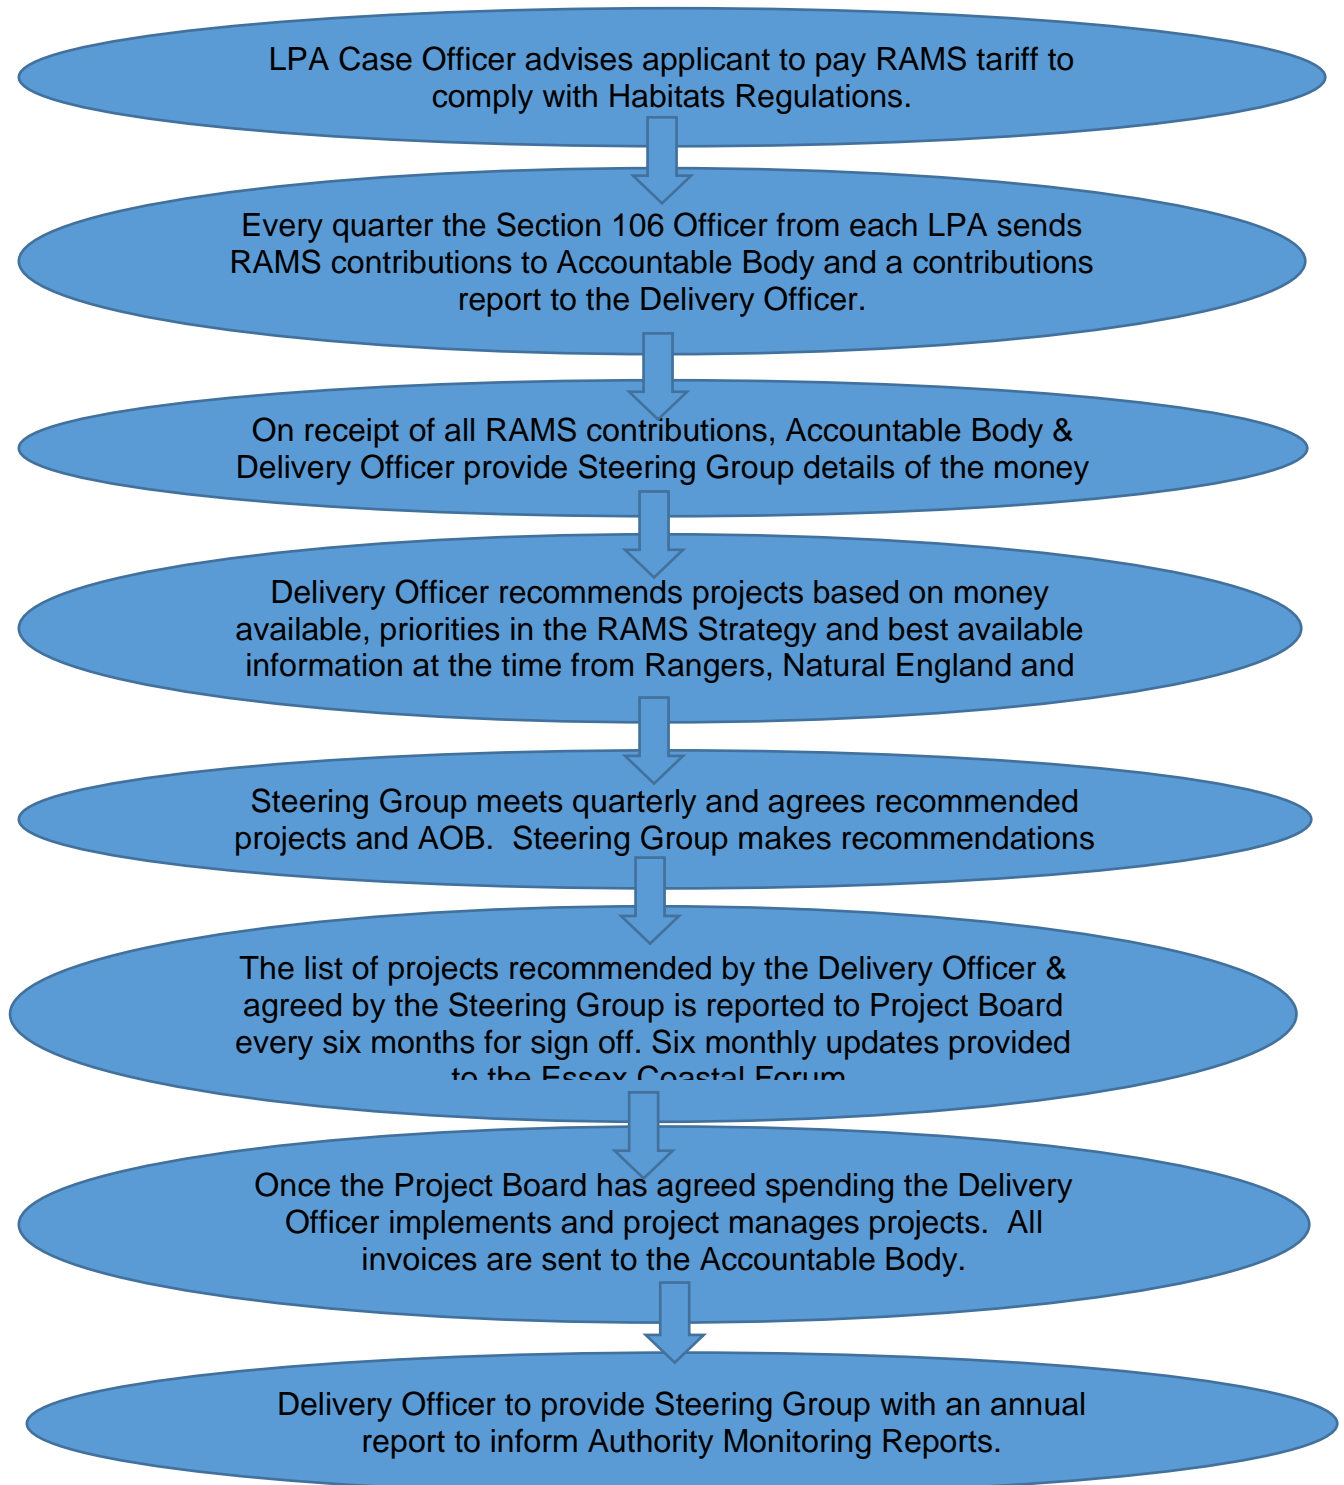 LPA Case Officer advises applicant to pay RAMS tariff to
comply with Habitats Regulations.
Every quarter the Section 106 Officer from each LPA sends
RAMS contributions to Accountable Body and a contributions
report to the Delivery Officer.
On receipt of all RAMS contributions, Accountable Body &
Delivery Officer provide Steering Group details of the money
Delivery Officer recommends projects based on money
available, priorities in the RAMS Strategy and best available
information at the time from Rangers, Natural England and
Steering Group meets quarterly and agrees recommended
projects and AOB.  Steering Group makes recommendations
The list of projects recommended by the Delivery Officer &
agreed by the Steering Group is reported to Project Board
every six months for sign off. Six monthly updates provided
to the Essex Coastal Forum
Once the Project Board has agreed spending the Delivery
Officer implements and project manages projects.  All
invoices are sent to the Accountable Body.
Delivery Officer to provide Steering Group with an annual
report to inform Authority Monitoring Reports.